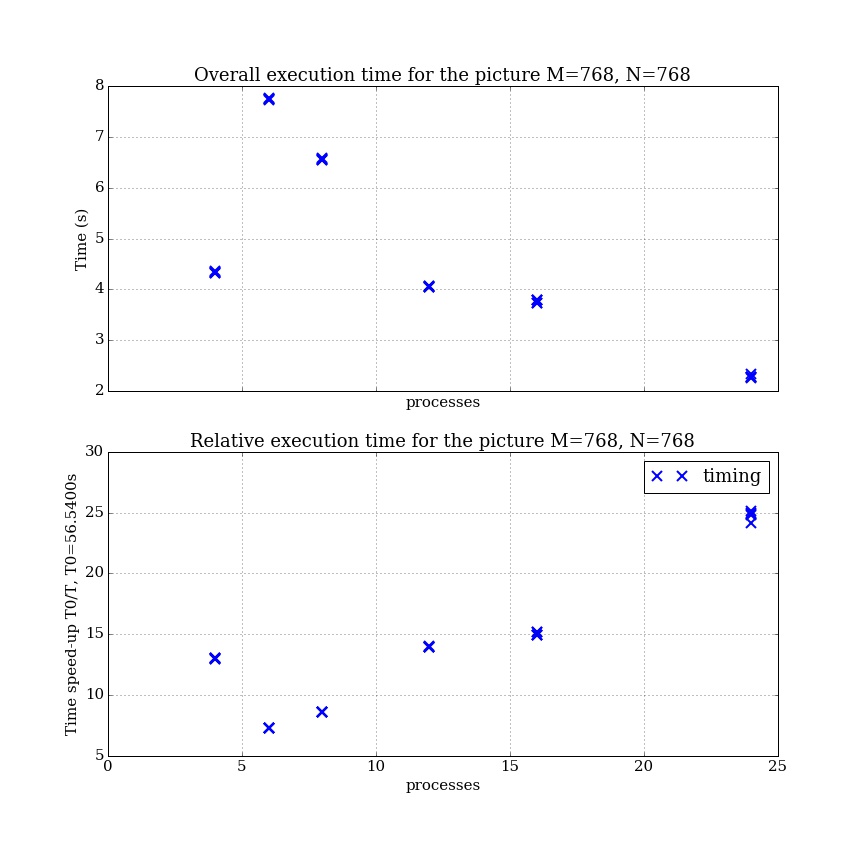 Overall execution time for the picture M=768, N=768
8
7
6
5
4
3
2
Time (s)
processes
Relative execution time for the picture M=768, N=768
30
25
20
15
10
5
Time speed-up T0/T, T0=56.5400s
timing
0 5 10 15 20 25
processes